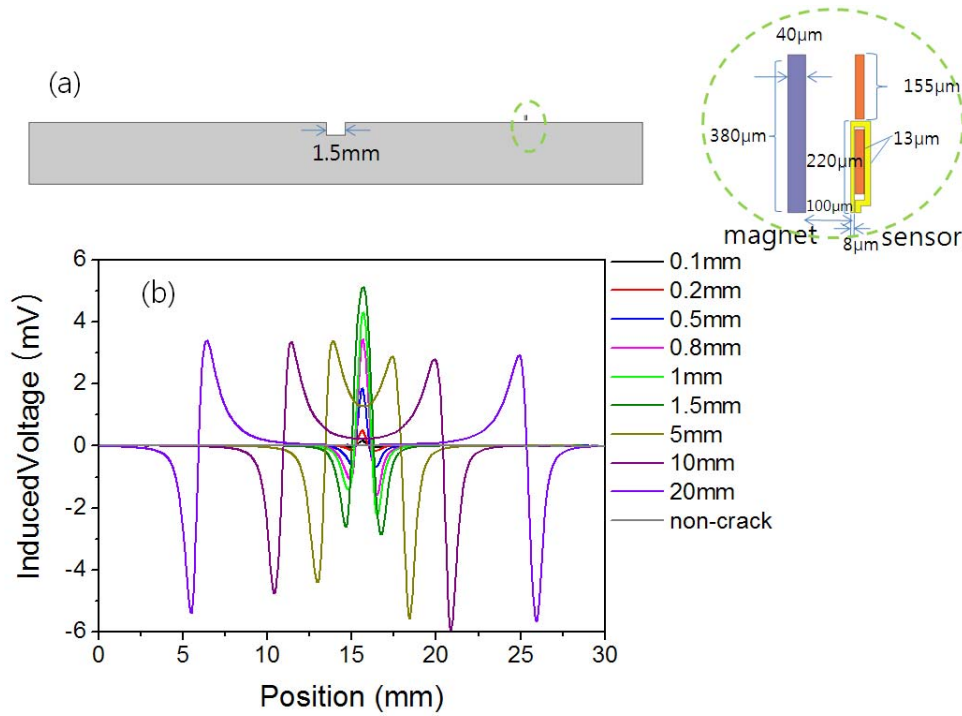 (a)
1.5mm
40μm
155μm
380μm
13μm
220μm
100μm
magnet
8μm
sensor
(b)
InducedVoltage (mV)
6
4
2
0
-2
-4
-6
0 5 10 15 20 25 30
Position (mm)
0.1mm
0.2mm
0.5mm
0.8mm
1mm
1.5mm
5mm
10mm
20mm
non-crack